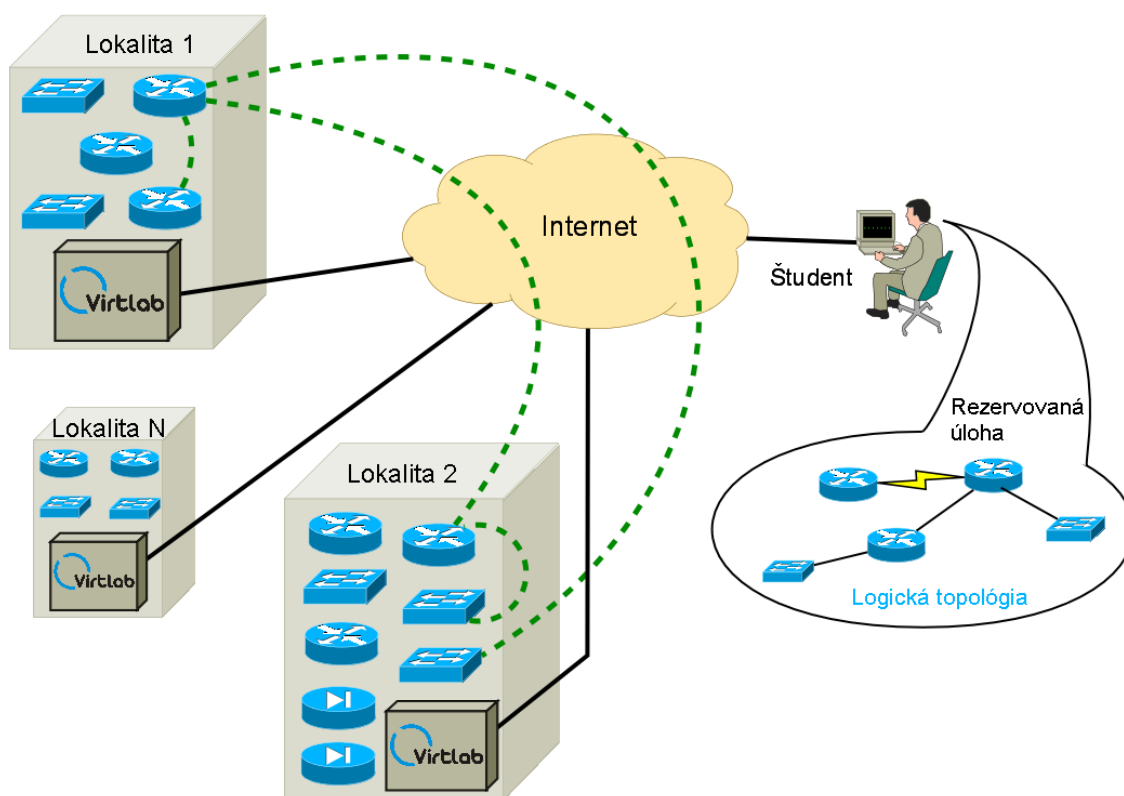 Lokalita 1
Virtlab
Internet
Študent
Lokalita N
Virtlab
Lokalita 2
Virtlab
Rezervovaná
úloha
Logická topológia